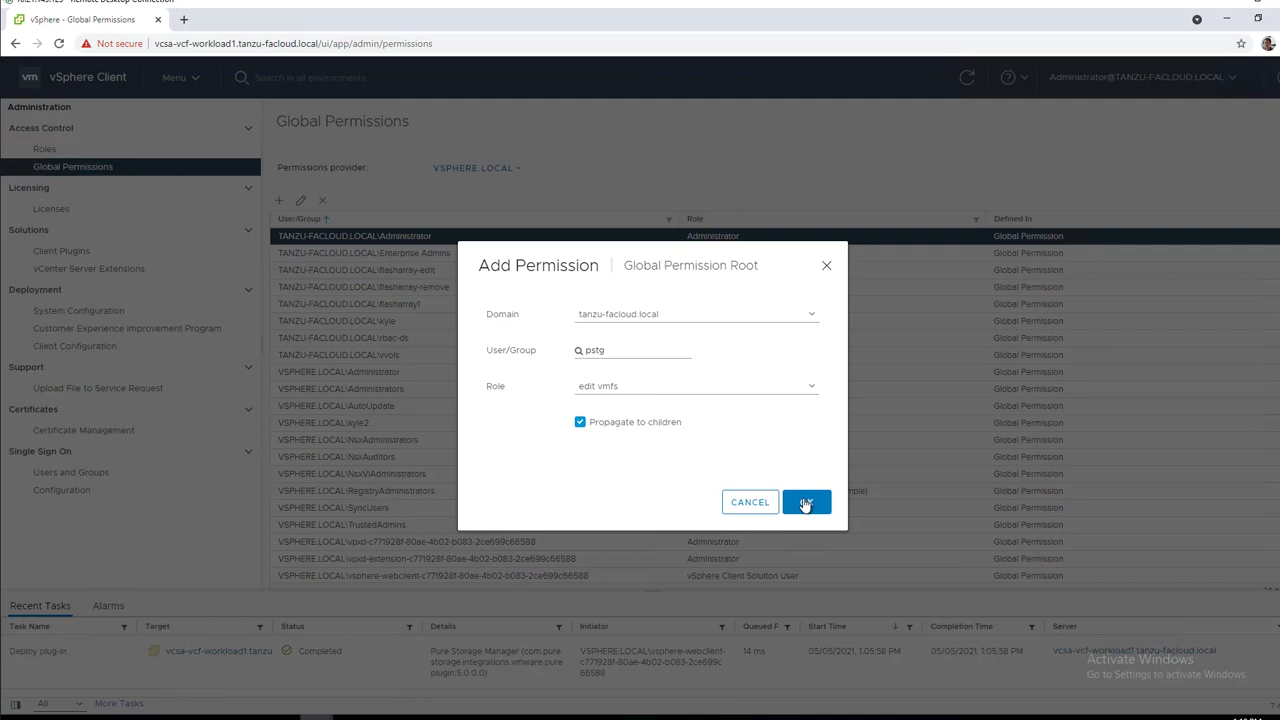 Remote Desktop Connection
vSphere - Global Permissions
Not secure
vcsa-vcf-workload1.tanzu-facloud.local/ui/app/admin/permissions
vm vSphere Client Menu Search in all environments Administrator@TANZU-FACLOUD.LOCAL
Administration
Access Control
Roles
Global Permissions
Licensing
Licenses
Solutions
Client Plugins
vCenter Server Extensions
Deployment
System Configuration
Customer Experience Improvement Program
Client Configuration
Support
Upload File to Service Request
Certificates
Certificate Management
Single Sign On
Users and Groups
Configuration
Global Permissions
Permissions provider: VSPHERE.LOCAL
User/Group Role Defined In
TANZU-FACLOUD.LOCAL\Administrator Administrator Global Permission
TANZU-FACLOUD.LOCAL\Enterprise Admins Global Permission
TANZU-FACLOUD.LOCAL\flasharray-edit Global Permission
TANZU-FACLOUD.LOCAL\flasharray-remove Global Permission
TANZU-FACLOUD.LOCAL\flasharray1 Global Permission
TANZU-FACLOUD.LOCAL\kyle Global Permission
TANZU-FACLOUD.LOCAL\rbac-ds Global Permission
TANZU-FACLOUD.LOCAL\vvols Global Permission
VSPHERE.LOCAL\Administrator Global Permission
VSPHERE.LOCAL\Administrators Global Permission
VSPHERE.LOCAL\AutoUpdate Global Permission
VSPHERE.LOCAL\kyle2 Global Permission
VSPHERE.LOCAL\NsxAdministrators Global Permission
VSPHERE.LOCAL\NsxAuditors Global Permission
VSPHERE.LOCAL\NsxViAdministrators Global Permission
VSPHERE.LOCAL\RegistryAdministrators Global Permission
VSPHERE.LOCAL\SyncUsers Global Permission
VSPHERE.LOCAL\TrustedAdmins Global Permission
VSPHERE.LOCAL\vpxd-c771928f-80ae-4b02-b083-2ce699c66588 Administrator Global Permission
VSPHERE.LOCAL\vpxd-extension-c771928f-80ae-4b02-b083-2ce699c66588 Administrator Global Permission
VSPHERE.LOCAL\vsphere-webclient-c771928f-80ae-4b02-b083-2ce699c66588 vSphere Client Solution User Global Permission
Add Permission Global Permission Root
Domain tanzu-facloud.local
User/Group pstg
Role edit vmfs
Propagate to children
CANCEL
Recent Tasks Alarms
Task Name Target Status Details Initiator Queued F Start Time Completion Time Server
Deploy plug-in vcsa-vcf-workload1.tanzu Completed Pure Storage Manager (com.pure VSPHERE.LOCAL\vsphere-webclient- 14 ms 05/05/2021, 1:05:58 PM 05/05/2021, 1:05:58 PM vcsa-vcf-workload1.tanzu-facloud.local
storage.integrations.vmware.pure c771928f-80ae-4b02-b083-2ce699c6
plugin:5.0.0.0) 6588
Activate Windows
Go to Settings to activate Windows.
All More Tasks